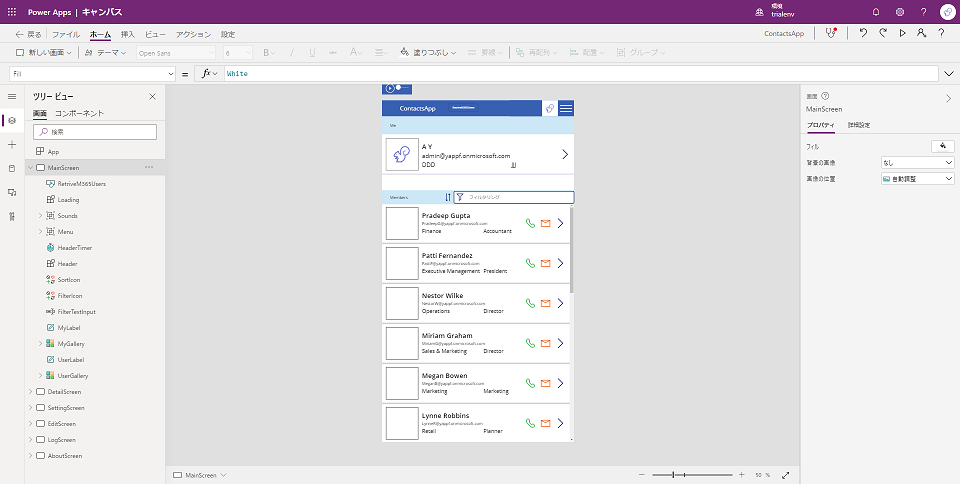 Power Apps | キャンバス
環境
trialenv
戻る ファイル ホーム 挿入 ビュー アクション 設定
ContactsApp
新しい画面 テーマ Open Sans 6 B 塗りつぶし 罫線 再配列 配置 グループ
Fill = fx White
ツリー ビュー
画面 コンポーネント
検索
App
MainScreen
RetriveM365Users
Loading
Sounds
Menu
HeaderTimer
Header
SortIcon
FilterIcon
FilterTextInput
MyLabel
MyGallery
UserLabel
UserGallery
DetailScreen
SettingScreen
EditScreen
LogScreen
AboutScreen
ContactsApp RetriveM365Users
Me
A Y
admin@yappf.onmicrosoft.com
DDD
Members フィルタリング
Pradeep Gupta
PradeepG@yappf.onmicrosoft.com
Finance Accountant
Patti Fernandez
PattiF@yappf.onmicrosoft.com
Executive Management President
Nestor Wilke
NestorW@yappf.onmicrosoft.com
Operations Director
Miriam Graham
MiriamG@yappf.onmicrosoft.com
Sales & Marketing Director
Megan Bowen
MeganB@yappf.onmicrosoft.com
Marketing Marketing
Lynne Robbins
LynneR@yappf.onmicrosoft.com
Retail Planner
MainScreen
50 %
画面
MainScreen
プロパティ 詳細設定
フィル
背景の画像 なし
画像の位置 自動調整